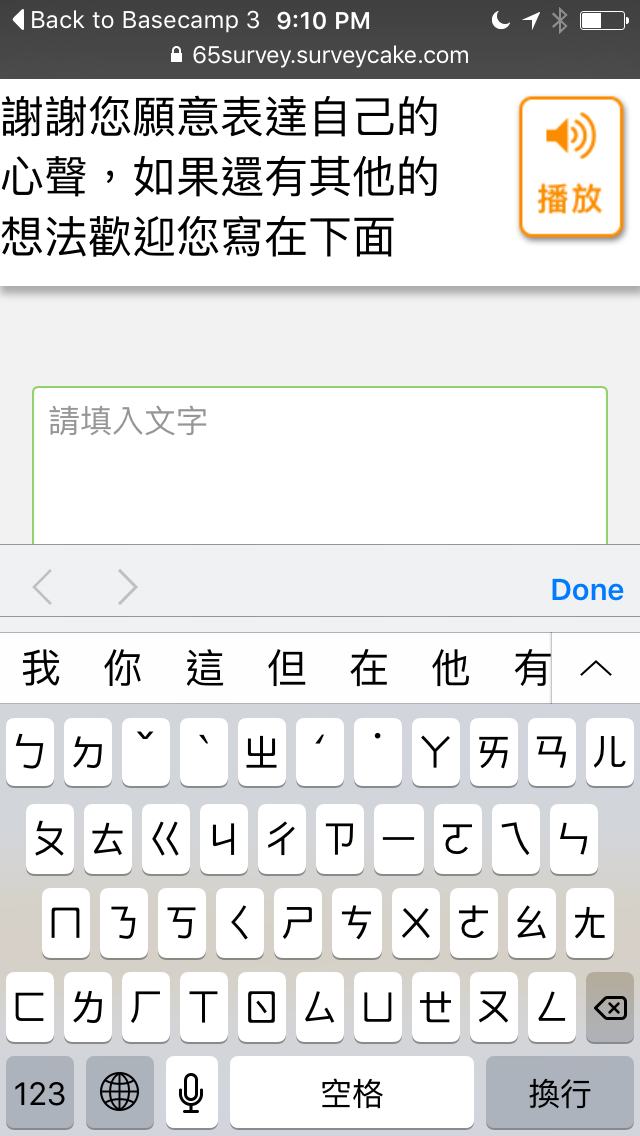 Back to Basecamp 3 9:10 PM
65survey.surveycake.com
謝謝您願意表達自己的
心聲，如果還有其他的
想法歡迎您寫在下面
播放
請填入文字
Done
我 你 這 但 在 他 有
ㄅ ㄉ ˇ ˋ ㄓ ˊ ˙ ㄚ ㄞ ㄢ ㄦ
ㄆ ㄊ ㄍ ㄐ ㄔ ㄗ 一 ㄛ ㄟ ㄣ
ㄇ ㄋ ㄎ ㄑ ㄕ ㄘ ㄨ ㄜ ㄠ ㄤ
ㄈ ㄌ ㄏ ㄒ ㄖ ㄙ ㄩ ㄝ ㄡ ㄥ
123 空格 換行